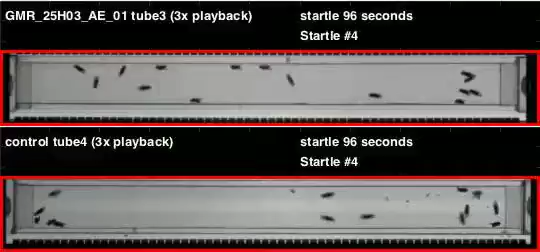 GMR_25H03_AE_01 tube3 (3x playback)
startle 96 seconds
Startle #4
control tube4 (3x playback)
startle 96 seconds
Startle #4